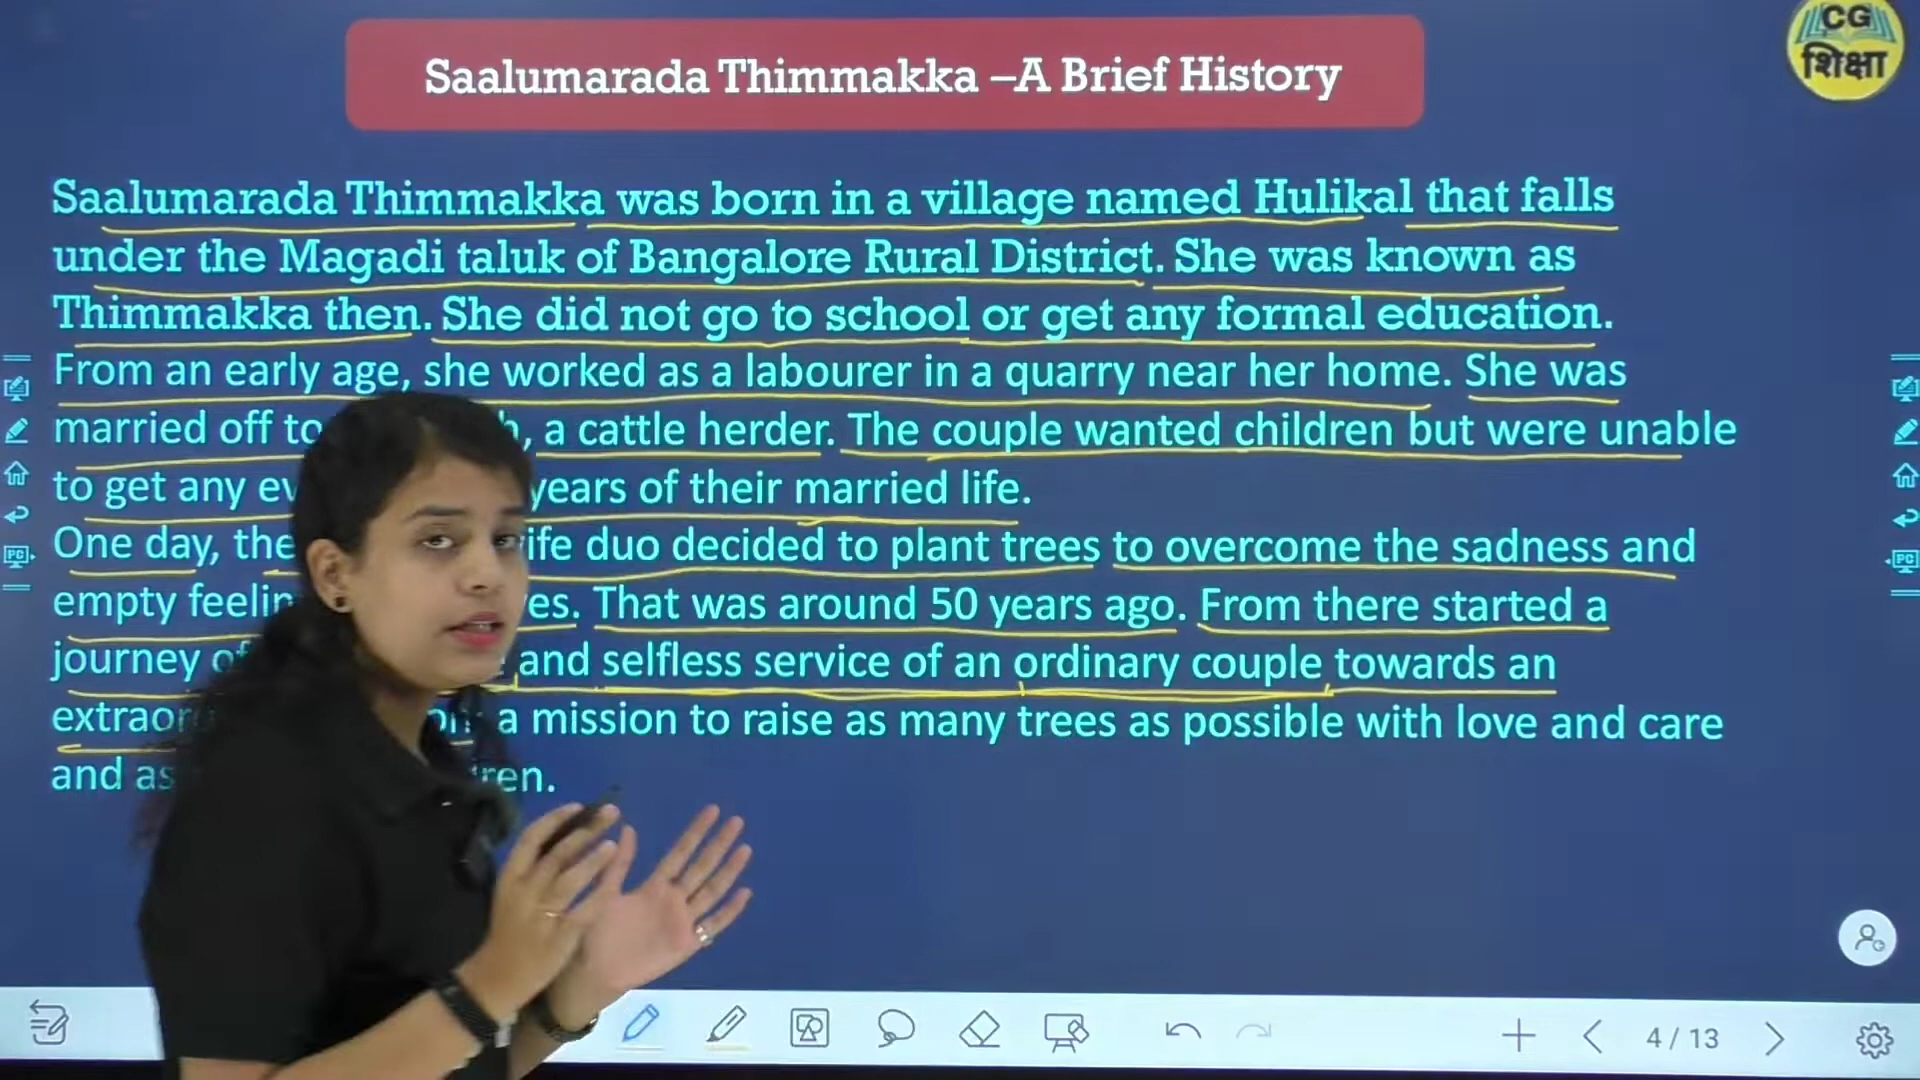 CG
शिक्षा
Saalumarada Thimmakka –A Brief History
Saalumarada Thimmakka was born in a village named Hulikal that falls
under the Magadi taluk of Bangalore Rural District. She was known as
Thimmakka then. She did not go to school or get any formal education.
From an early age, she worked as a labourer in a quarry near her home. She was
married off to , a cattle herder. The couple wanted children but were unable
to get any years of their married life.
One day, the duo decided to plant trees to overcome the sadness and
empty That was around 50 years ago. From there started a
journey and selfless service of an ordinary couple towards an
a mission to raise as many trees as possible with love and care
and
PC
PC
4 / 13